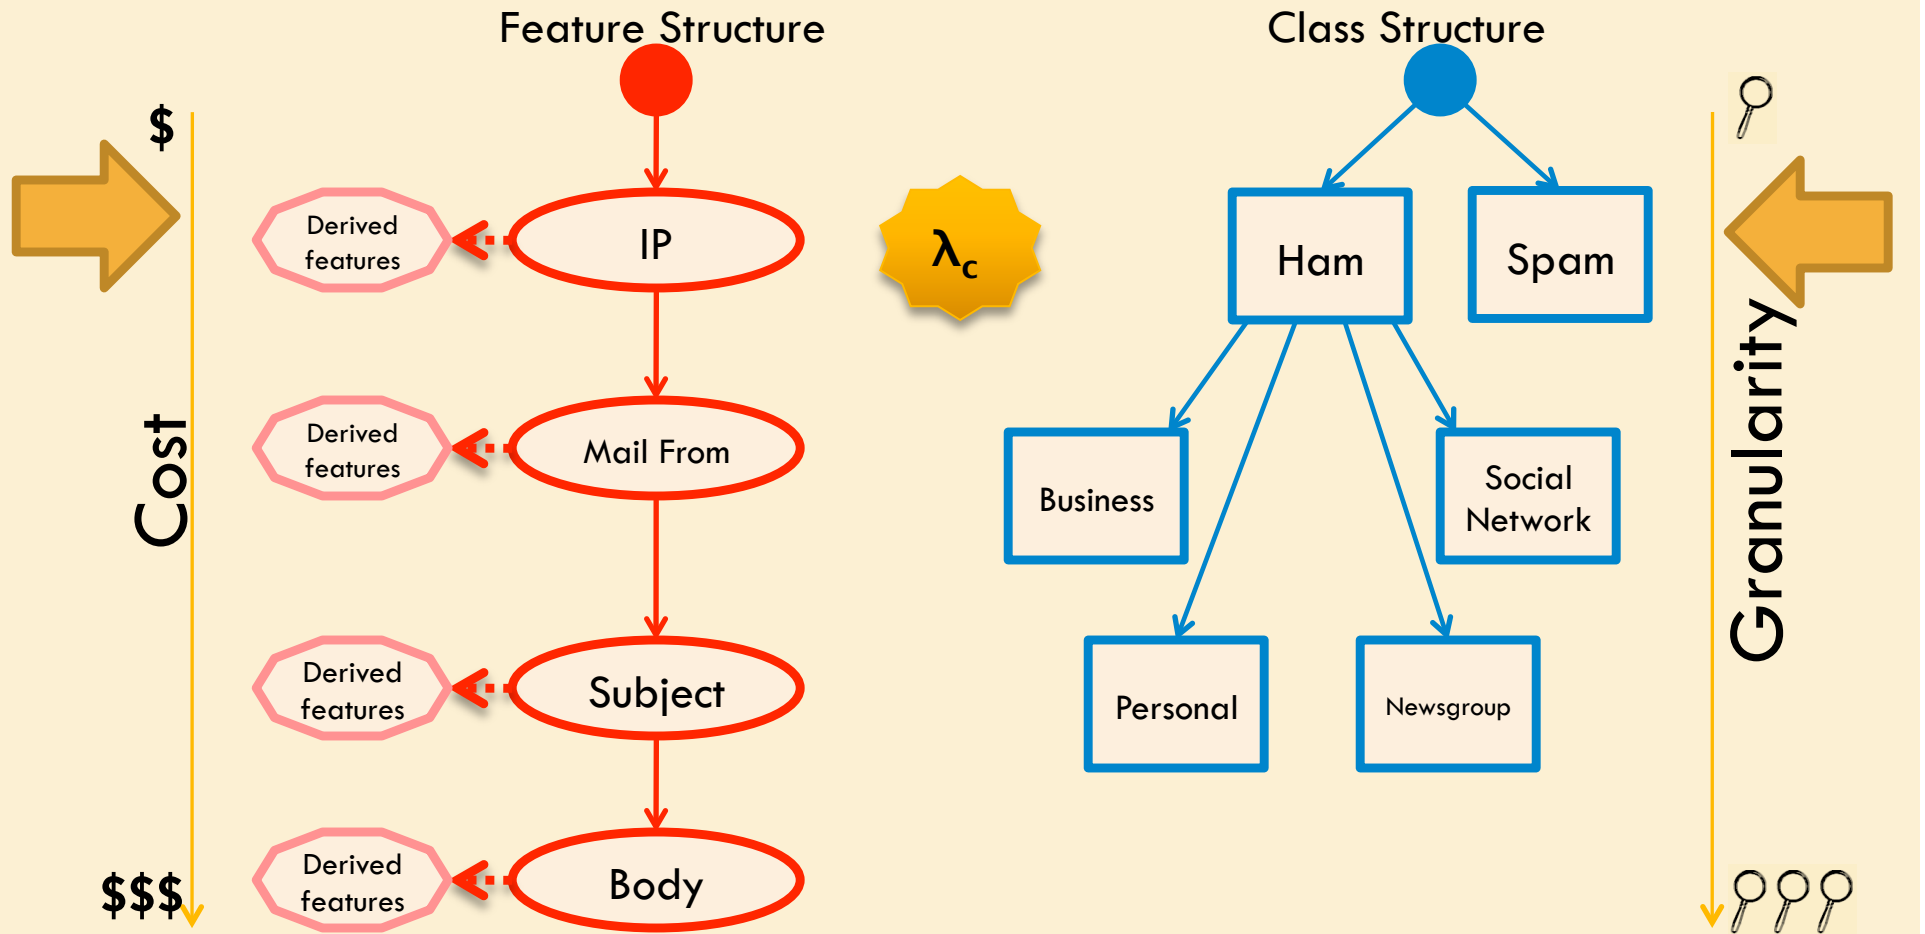 Feature Structure
Class Structure
$
Derived
features
IP
λc
Ham
Spam
Cost
Granularity
Derived
features
Mail From
Business
Social
Network
Derived
features
Subject
Personal
Newsgroup
Derived
features
Body
$$$